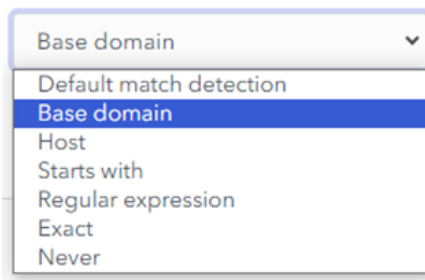 Base domain
Default match detection
Base domain
Host
Starts with
Regular expression
Exact
Never